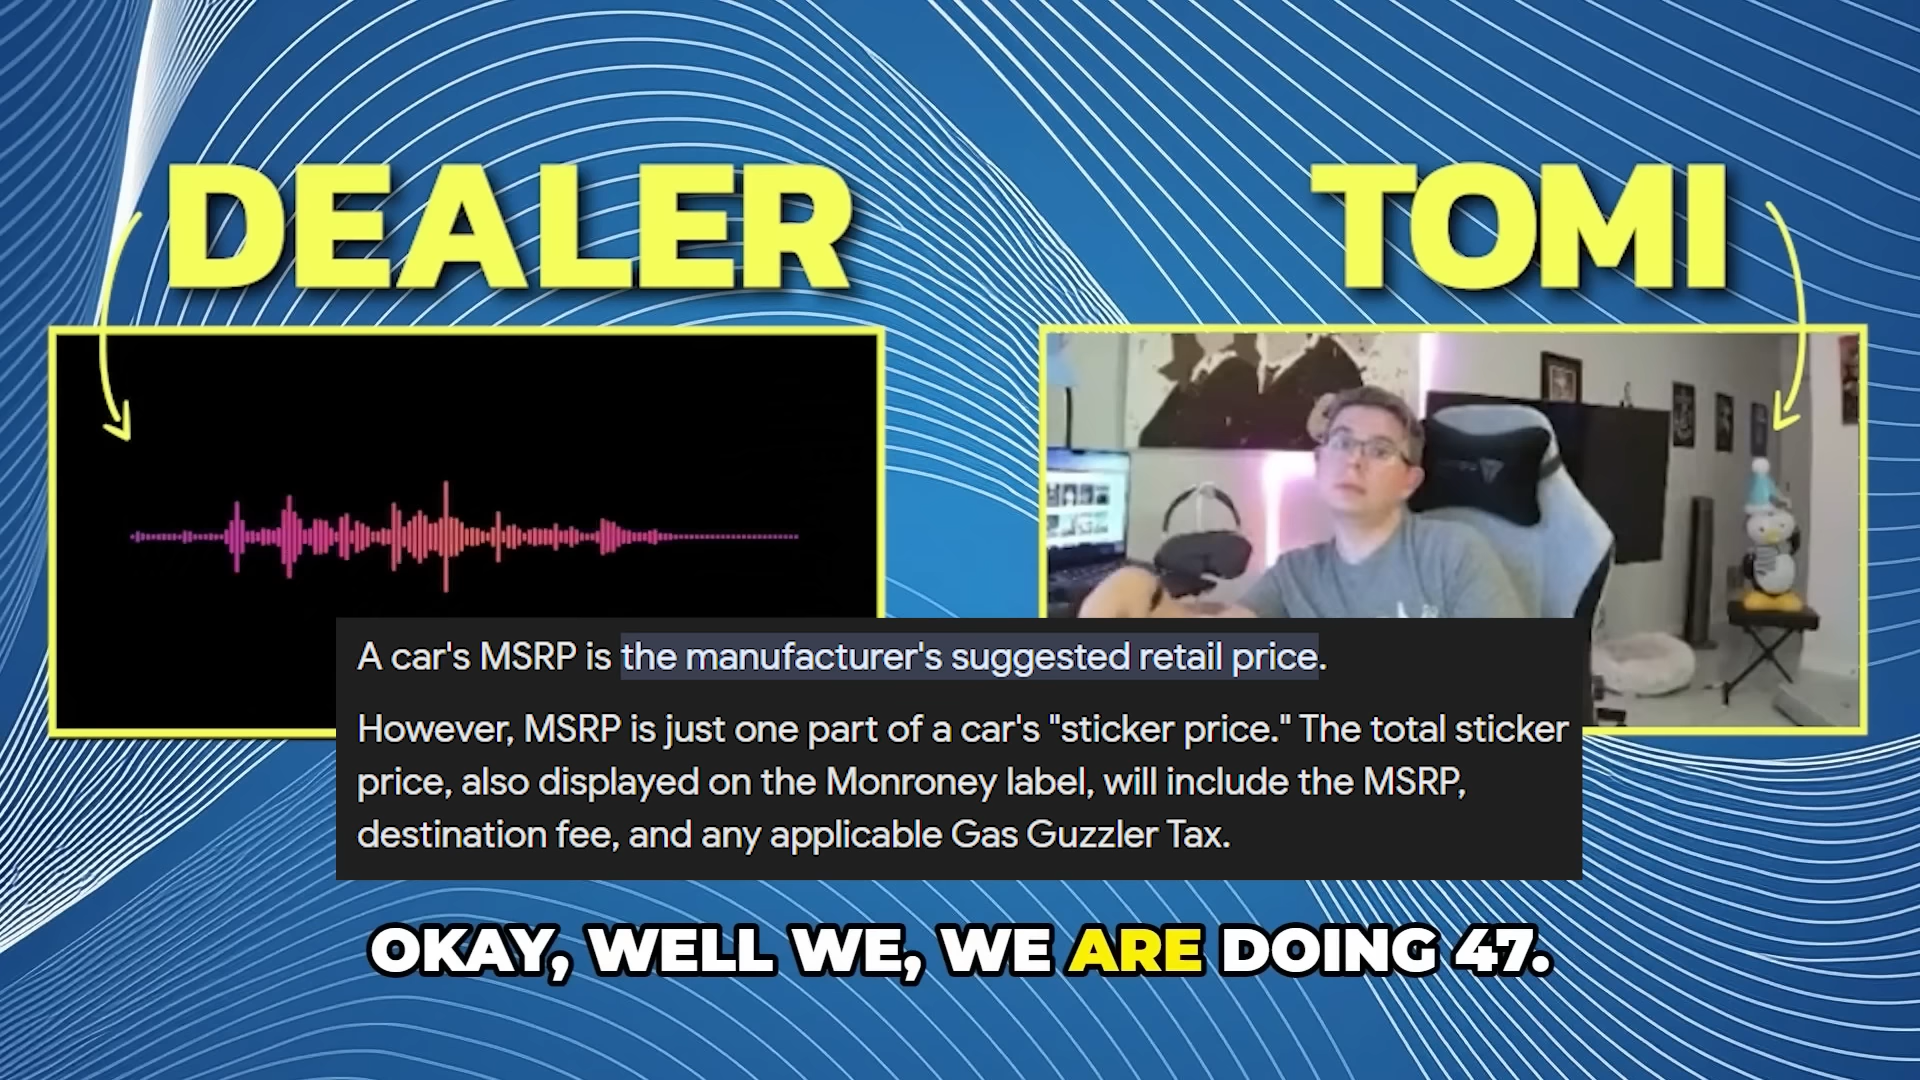 DEALER
TOMI
A car's MSRP is the manufacturer's suggested retail price.
However, MSRP is just one part of a car's "sticker price." The total sticker
price, also displayed on the Monroney label, will include the MSRP,
destination fee, and any applicable Gas Guzzler Tax.
OKAY, WELL WE, WE ARE DOING 47.